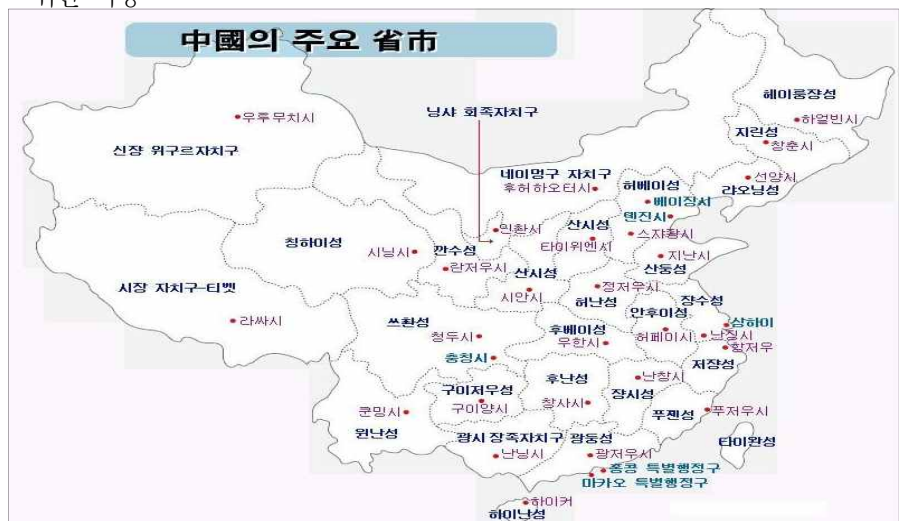 中國의 주요 省市
헤이룽쟝성
하얼빈시
우루무치시
닝샤 회족자치구
지린성
창춘시
신쟝 위구르자치구
네이멍구 자치구
후허하오터시
허베이성
선양시
랴오닝성
베이징시
톈진시
칭하이성
인촨시
산시성
스쟈좡시
시닝시
깐수성
타이위엔시
지난시
란저우시
샨시성
산둥성
시장 자치구-티벳
시안시
정저우시
허난성
쟝수성
안후이성
라싸시
쓰촨성
후베이성
샹하이
청두시
우한시
허페이시
난징시
항저우
충칭시
저쟝성
후난성
난창시
구이저우성
쟝시성
쿤밍시
구이양시
창사시
푸젠성
푸저우시
윈난성
광시 장족자치구
광둥성
타이완성
난닝시
광저우시
홍콩 특별행정구
마카오 특별행정구
하이커
하이난성